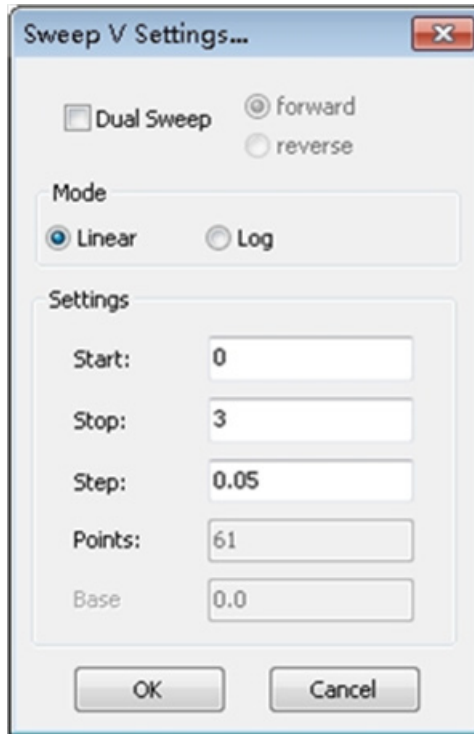 Sweep V Settings...
Dual Sweep
forward
reverse
Mode
Linear Log
Settings
Start: 0
Stop: 3
Step: 0.05
Points: 61
Base 0.0
OK Cancel